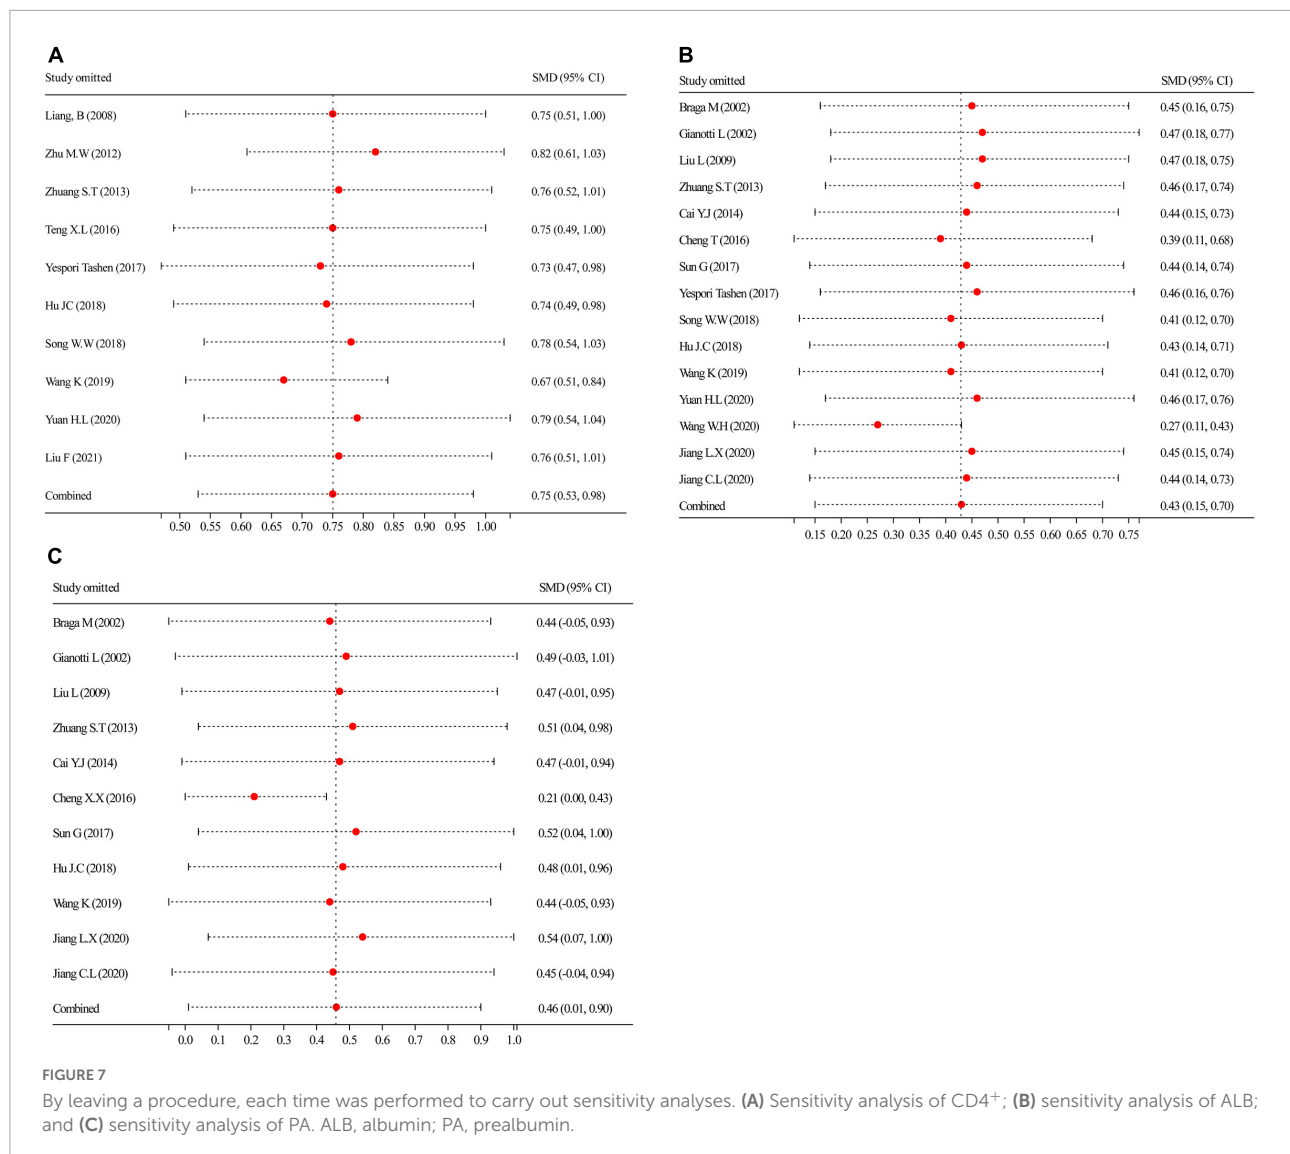 A
Study omitted SMD (95% CI)
Liang, B (2008) 0.75 (0.51, 1.00)
Zhu M.W (2012) 0.82 (0.61, 1.03)
Zhuang S.T (2013) 0.76 (0.52, 1.01)
Teng X.L (2016) 0.75 (0.49, 1.00)
Yespori Tashen (2017) 0.73 (0.47, 0.98)
Hu JC (2018) 0.74 (0.49, 0.98)
Song W.W (2018) 0.78 (0.54, 1.03)
Wang K (2019) 0.67 (0.51, 0.84)
Yuan H.L (2020) 0.79 (0.54, 1.04)
Liu F (2021) 0.76 (0.51, 1.01)
Combined 0.75 (0.53, 0.98)
0.50 0.55 0.60 0.65 0.70 0.75 0.80 0.85 0.90 0.95 1.00
B
Study omitted SMD (95% CI)
Braga M (2002) 0.45 (0.16, 0.75)
Gianotti L (2002) 0.47 (0.18, 0.77)
Liu L (2009) 0.47 (0.18, 0.75)
Zhuang S.T (2013) 0.46 (0.17, 0.74)
Cai Y.J (2014) 0.44 (0.15, 0.73)
Cheng T (2016) 0.39 (0.11, 0.68)
Sun G (2017) 0.44 (0.14, 0.74)
Yespori Tashen (2017) 0.46 (0.16, 0.76)
Song W.W (2018) 0.41 (0.12, 0.70)
Hu J.C (2018) 0.43 (0.14, 0.71)
Wang K (2019) 0.41 (0.12, 0.70)
Yuan H.L (2020) 0.46 (0.17, 0.76)
Wang W.H (2020) 0.27 (0.11, 0.43)
Jiang L.X (2020) 0.45 (0.15, 0.74)
Jiang C.L (2020) 0.44 (0.14, 0.73)
Combined 0.43 (0.15, 0.70)
0.15 0.20 0.30 0.30 0.35 0.40 0.45 0.50 0.55 0.60 0.65 0.70 0.75
C
Study omitted SMD (95% CI)
Braga M (2002) 0.44 (-0.05, 0.93)
Gianotti L (2002) 0.49 (-0.03, 1.01)
Liu L (2009) 0.47 (-0.01, 0.95)
Zhuang S.T (2013) 0.51 (0.04, 0.98)
Cai Y.J (2014) 0.47 (-0.01, 0.94)
Cheng X.X (2016) 0.21 (0.00, 0.43)
Sun G (2017) 0.52 (0.04, 1.00)
Hu J.C (2018) 0.48 (0.01, 0.96)
Wang K (2019) 0.44 (-0.05, 0.93)
Jiang L.X (2020) 0.54 (0.07, 1.00)
Jiang C.L (2020) 0.45 (-0.04, 0.94)
Combined 0.46 (0.01, 0.90)
0.0 0.1 0.2 0.3 0.4 0.5 0.6 0.7 0.8 0.9 1.0
FIGURE 7
By leaving a procedure, each time was performed to carry out sensitivity analyses. (A) Sensitivity analysis of CD4+; (B) sensitivity analysis of ALB;
and (C) sensitivity analysis of PA. ALB, albumin; PA, prealbumin.